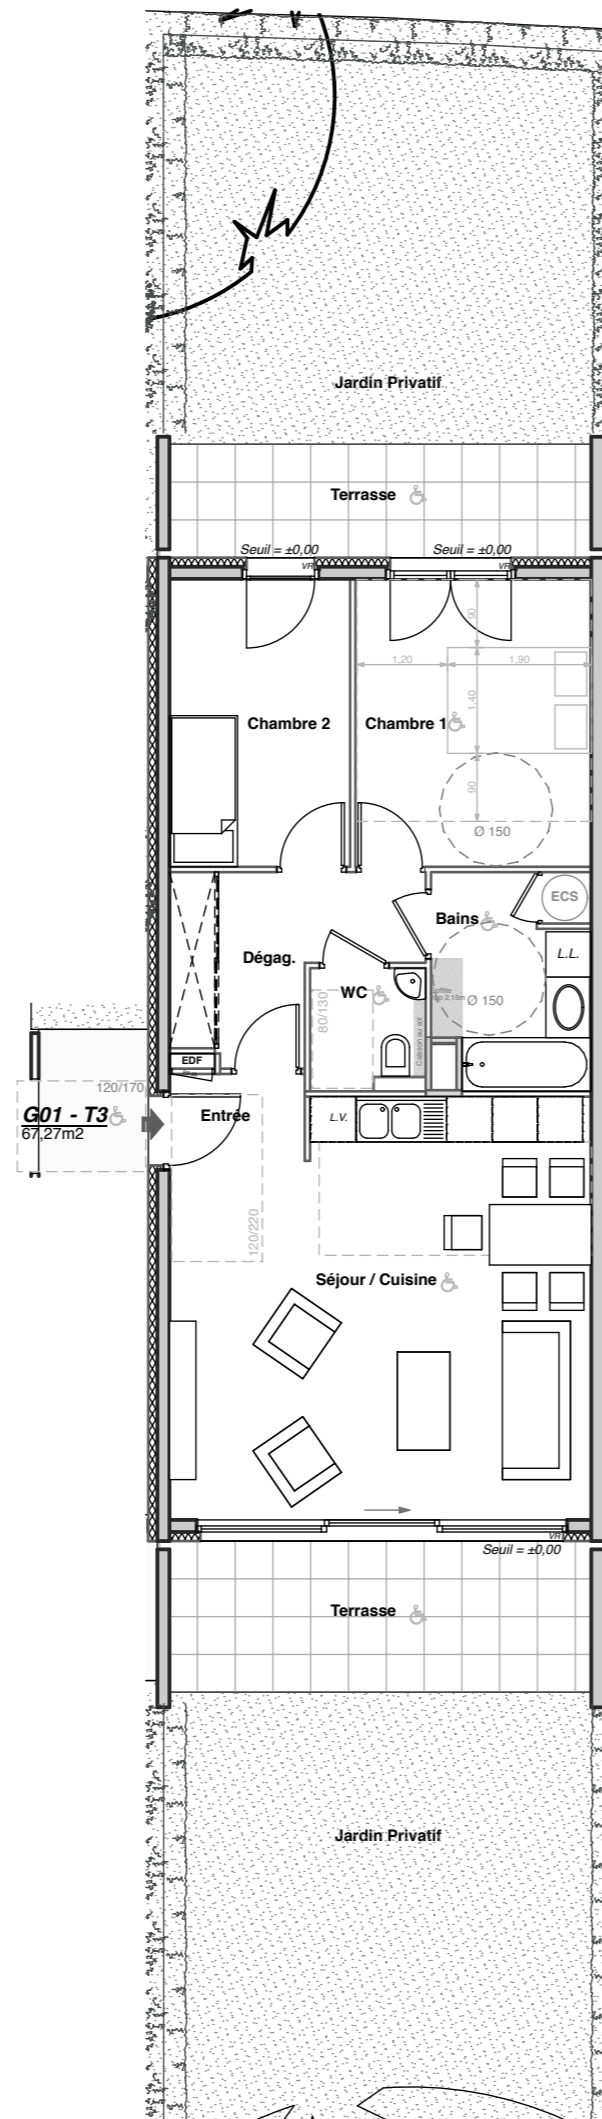 Jardin Privatif
Terrasse
Seuil = ±0,00
Seuil = ±0,00
VR
VR
90
1,20
1,90
1,40
Chambre 2
Chambre 1
90
Ø 150
ECS
Bains
L.L.
Dégag.
WC
80/130
2,15m
Ø 150
EDF
120/170
G01 - T3
67,27m2
Entrée
L.V.
120/220
Séjour / Cuisine
VR
Seuil = ±0,00
Terrasse
Jardin Privatif